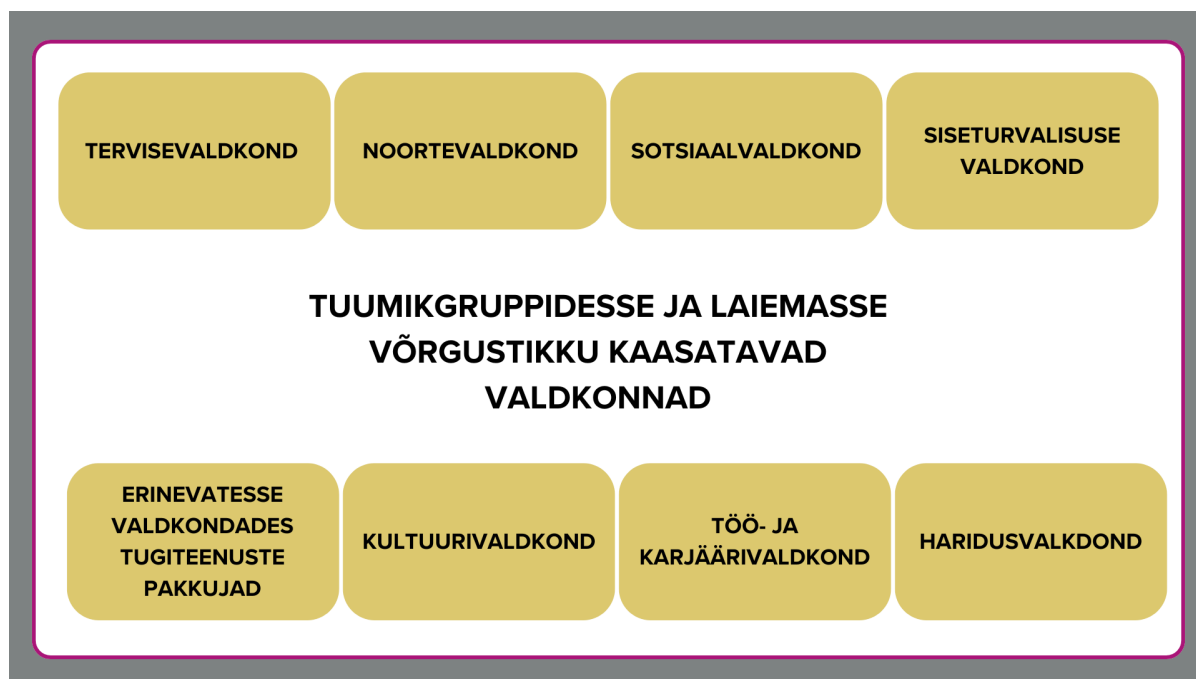 TERVISEVALDKOND
NOORTEVALDKOND
SOTSIAALVALDKOND
SISETURVALISUSE
VALDKOND
TUUMIKGRUPPIDESSE JA LAIEMASSE
VÕRGUSTIKKU KAASATAVAD
VALDKONNAD
ERINEVATESSE
VALDKONDADES
TUGITEENUSTE
PAKKUJAD
KULTUURIVALDKOND
TÖÖ- JA
KARJÄÄRIVALDKOND
HARIDUSVALKDOND